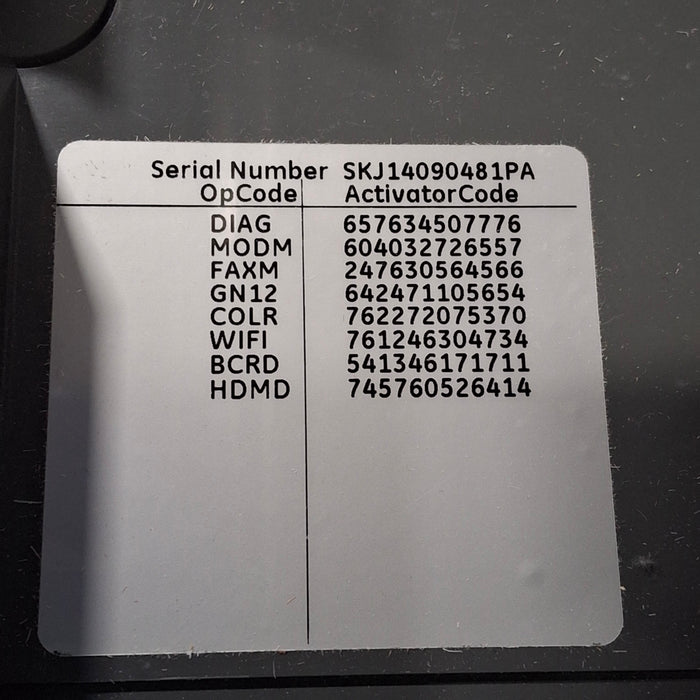 Serial Number SKJ14090481PA
OpCode ActivatorCode
DIAG 657634507776
MODM 604032726557
FAXM 247630564566
GN12 642471105654
COLR 762272075370
WIFI 761246304734
BCRD 541346171711
HDMD 745760526414